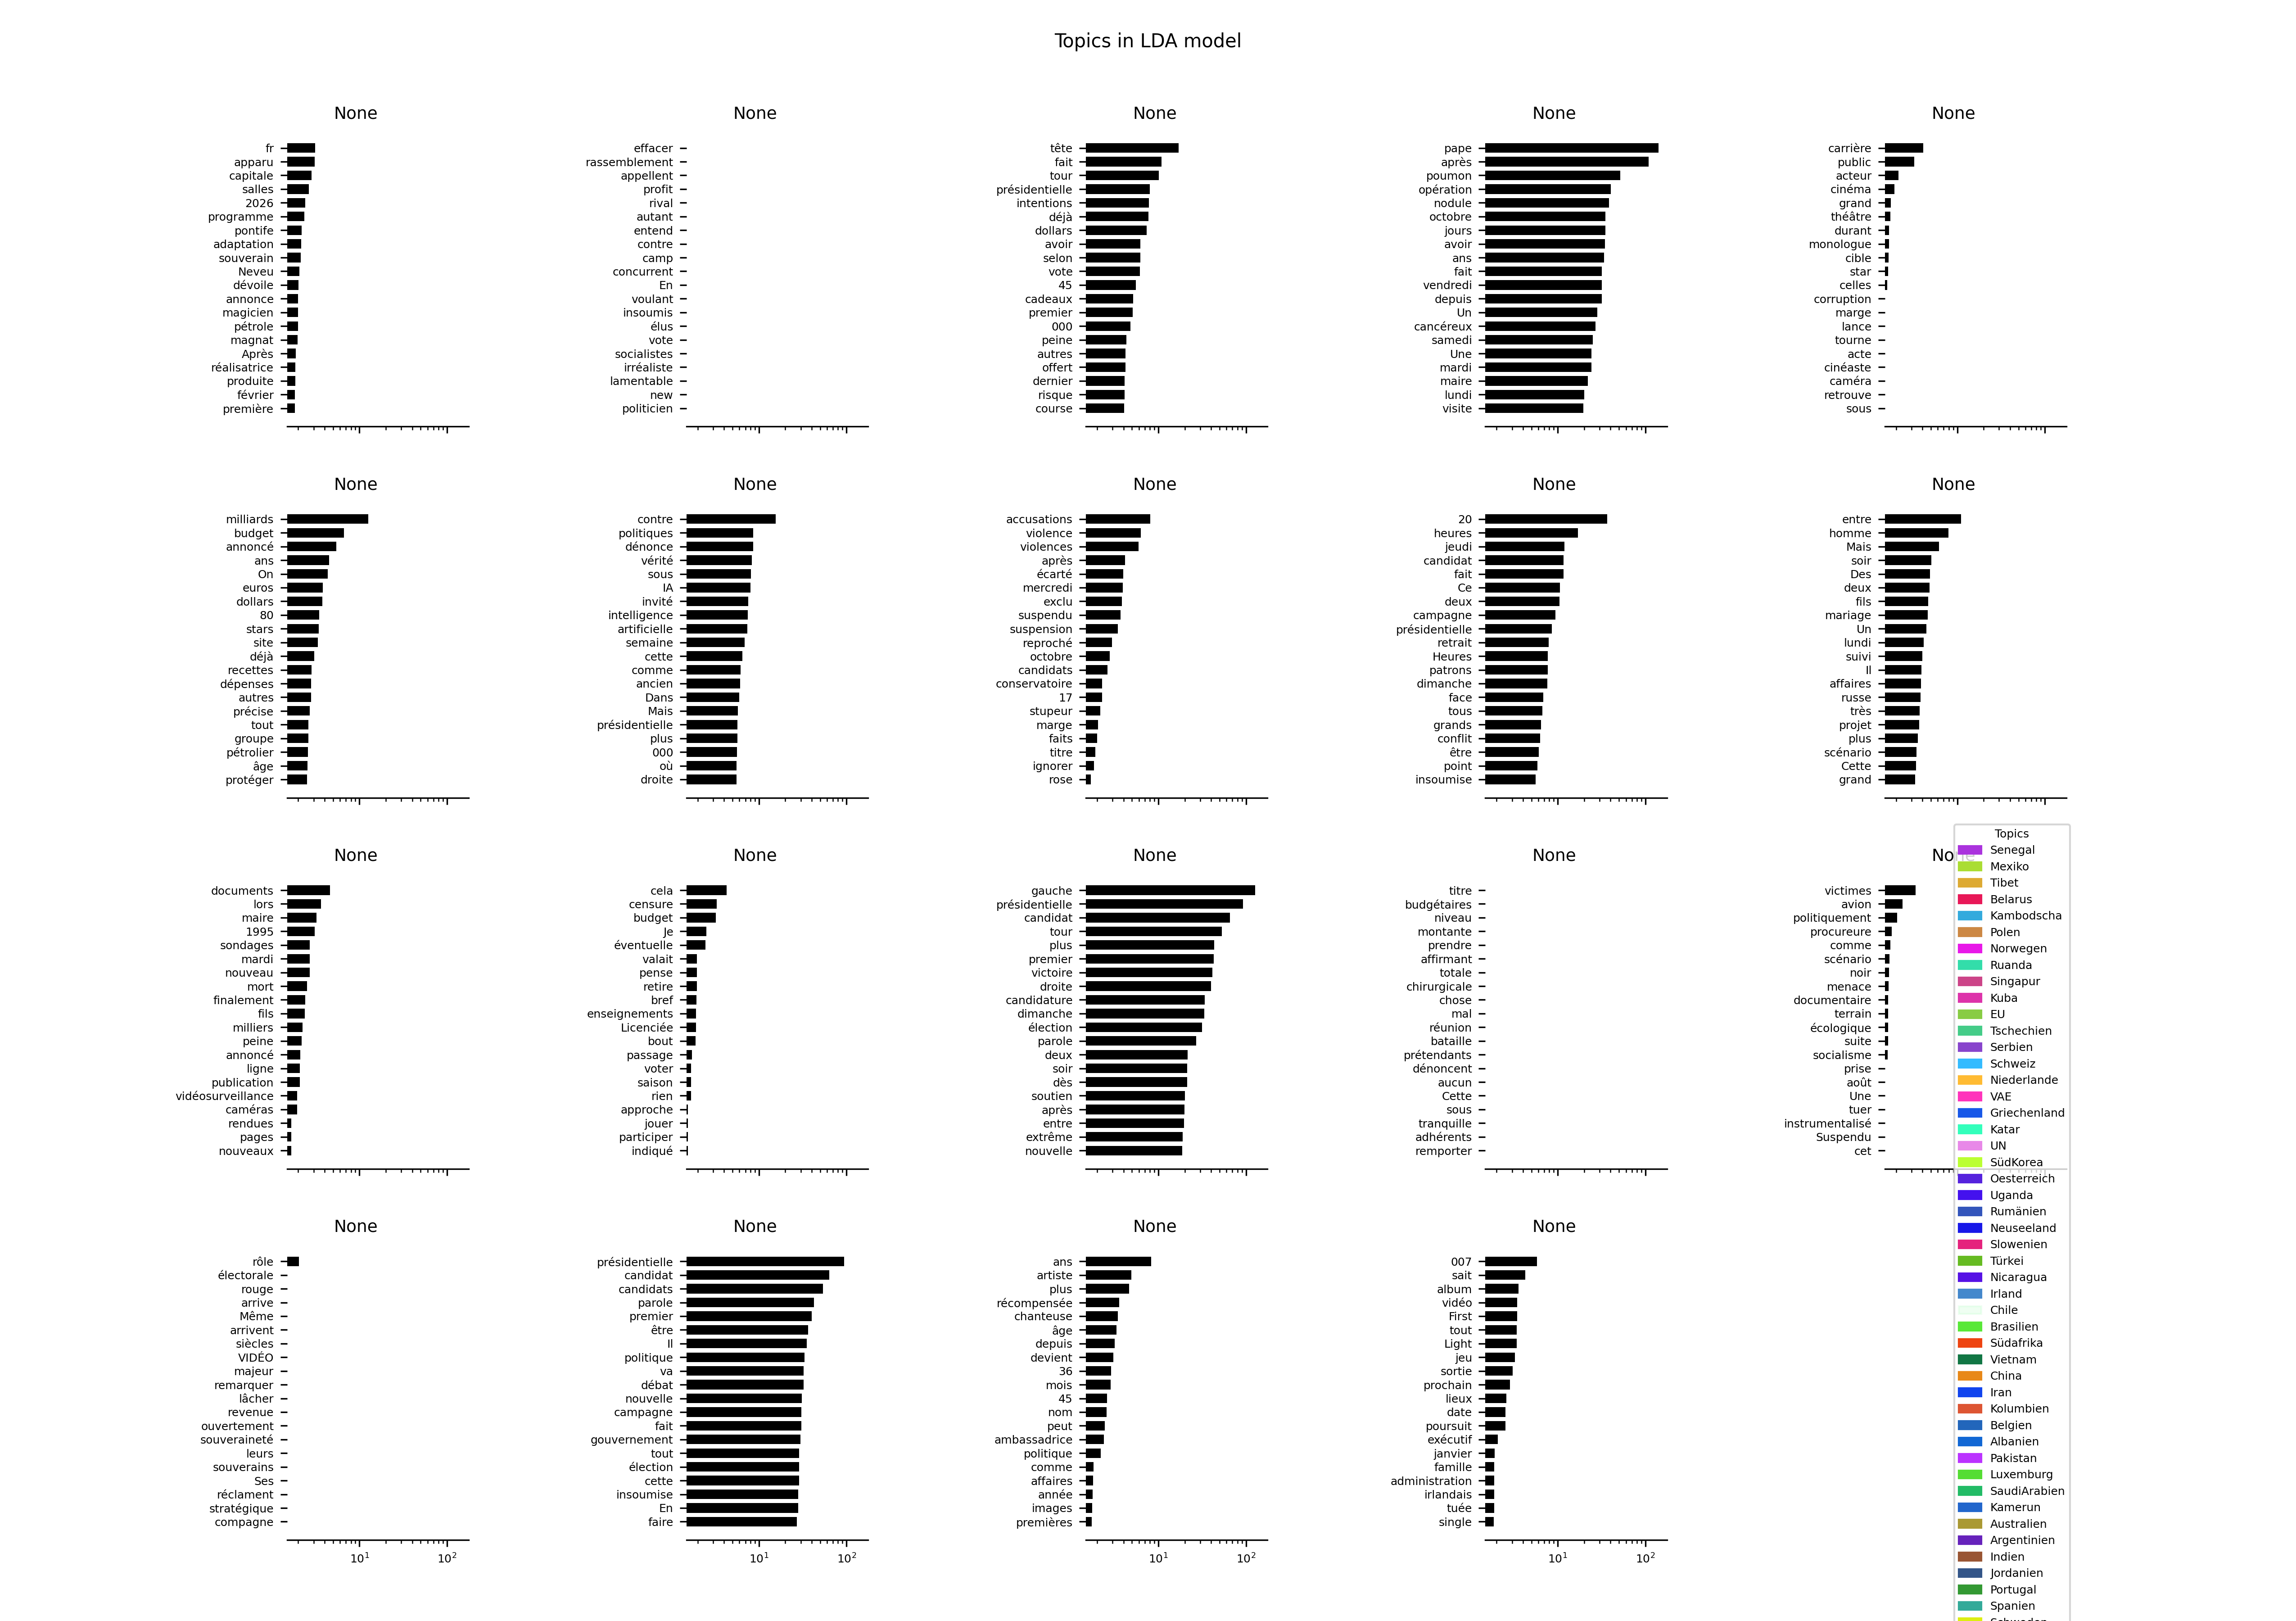 Topics in LDA model
None
fr
apparu
capitale
salles
2026
programme
pontife
adaptation
souverain
Neveu
dévoile
annonce
magicien
pétrole
magnat
Après
réalisatrice
produite
février
première
None
effacer
rassemblement
appellent
profit
rival
autant
entend
contre
camp
concurrent
En
voulant
insoumis
élus
vote
socialistes
irréaliste
lamentable
new
politicien
None
tête
fait
tour
présidentielle
intentions
déjà
dollars
avoir
selon
vote
45
cadeaux
premier
000
peine
autres
offert
dernier
risque
course
None
pape
après
poumon
opération
nodule
octobre
jours
avoir
ans
fait
vendredi
depuis
Un
cancéreux
samedi
Une
mardi
maire
lundi
visite
None
carrière
public
acteur
cinéma
grand
théâtre
durant
monologue
cible
star
celles
corruption
marge
lance
tourne
acte
cinéaste
caméra
retrouve
sous
None
milliards
budget
annoncé
ans
On
euros
dollars
80
stars
site
déjà
recettes
dépenses
autres
précise
tout
groupe
pétrolier
âge
protéger
None
contre
politiques
dénonce
vérité
sous
IA
invité
intelligence
artificielle
semaine
cette
comme
ancien
Dans
Mais
présidentielle
plus
000
où
droite
None
accusations
violence
violences
après
écarté
mercredi
exclu
suspendu
suspension
reproché
octobre
candidats
conservatoire
17
stupeur
marge
faits
titre
ignorer
rose
None
20
heures
jeudi
candidat
fait
Ce
deux
campagne
présidentielle
retrait
Heures
patrons
dimanche
face
tous
grands
conflit
être
point
insoumise
None
entre
homme
Mais
soir
Des
deux
fils
mariage
Un
lundi
suivi
Il
affaires
russe
très
projet
plus
scénario
Cette
grand
None
documents
lors
maire
1995
sondages
mardi
nouveau
mort
finalement
fils
milliers
peine
annoncé
ligne
publication
vidéosurveillance
caméras
rendues
pages
nouveaux
None
cela
censure
budget
Je
éventuelle
valait
pense
retire
bref
enseignements
Licenciée
bout
passage
voter
saison
rien
approche
jouer
participer
indiqué
None
gauche
présidentielle
candidat
tour
plus
premier
victoire
droite
candidature
dimanche
élection
parole
deux
soir
dès
soutien
après
entre
extrême
nouvelle
None
titre
budgétaires
niveau
montante
prendre
affirmant
totale
chirurgicale
chose
mal
réunion
bataille
prétendants
dénoncent
aucun
Cette
sous
tranquille
adhérents
remporter
None
victimes
avion
politiquement
procureure
comme
scénario
noir
menace
documentaire
terrain
écologique
suite
socialisme
prise
août
Une
tuer
instrumentalisé
Suspendu
cet
None
rôle
électorale
rouge
arrive
Même
arrivent
siècles
VIDÉO
majeur
remarquer
lâcher
revenue
ouvertement
souveraineté
leurs
souverains
Ses
réclament
stratégique
compagne
10¹ 10²
None
présidentielle
candidat
candidats
parole
premier
être
Il
politique
va
débat
nouvelle
campagne
fait
gouvernement
tout
élection
cette
insoumise
En
faire
10¹ 10²
None
ans
artiste
plus
récompensée
chanteuse
âge
depuis
devient
36
mois
45
nom
peut
ambassadrice
politique
comme
affaires
année
images
premières
10¹ 10²
None
007
sait
album
vidéo
First
tout
Light
jeu
sortie
prochain
lieux
date
poursuit
exécutif
janvier
famille
administration
irlandais
tuée
single
10¹ 10²
Topics
Senegal
Mexiko
Tibet
Belarus
Kambodscha
Polen
Norwegen
Ruanda
Singapur
Kuba
EU
Tschechien
Serbien
Schweiz
Niederlande
VAE
Griechenland
Katar
UN
SüdKorea
Oesterreich
Uganda
Rumänien
Neuseeland
Slowenien
Türkei
Nicaragua
Irland
Chile
Brasilien
Südafrika
Vietnam
China
Iran
Kolumbien
Belgien
Albanien
Pakistan
Luxemburg
SaudiArabien
Kamerun
Australien
Argentinien
Indien
Jordanien
Portugal
Spanien